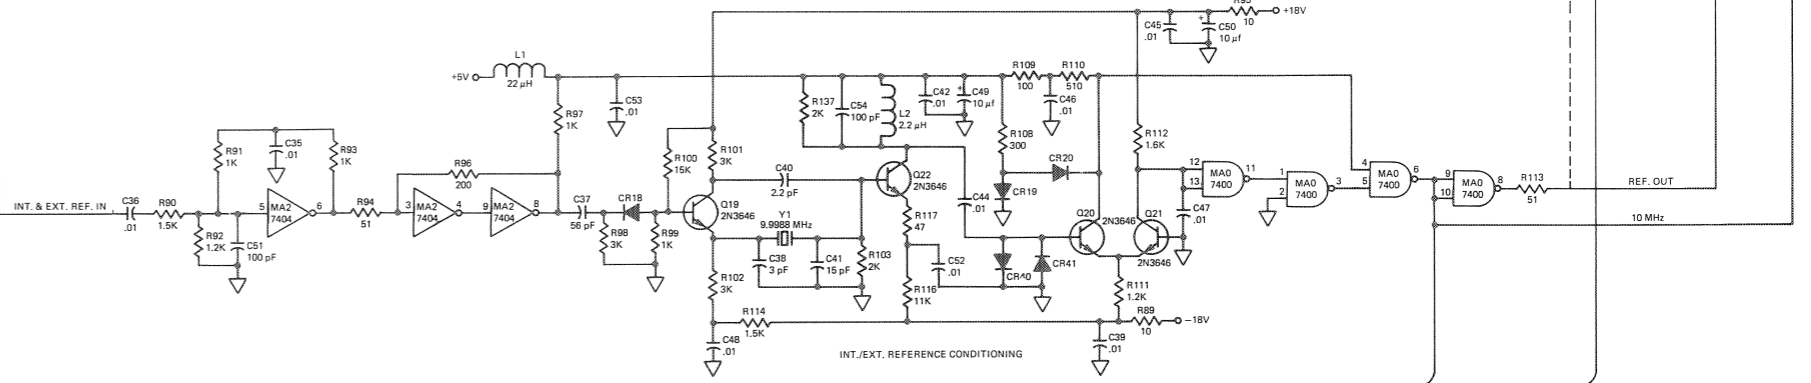 R95
10
+18V
C45
.01
+
C50
10 µf
L1
+5V
22 µH
C53
.01
R97
1K
R137
2K
C54
100 pF
L2
2.2 µH
C42
.01
+
C49
10 µf
R109
100
R110
510
C46
.01
R108
300
R112
1.6K
R91
1K
C35
.01
R93
1K
R96
200
R100
15K
R101
3K
C40
2.2 pF
Q22
2N3646
CR20
CR19
C44
.01
12
13
MA0
7400
11
1
2
MA0
7400
3
4
5
MA0
7400
6
9
10
MA0
7400
8
R113
51
REF. OUT
10 MHz
INT. & EXT. REF. IN
C36
.01
R90
1.5K
R92
1.2K
C51
100 pF
5
MA2
7404
6
R94
51
3
MA2
7404
4
9
MA2
7404
8
C37
56 pF
CR18
R98
3K
R99
1K
Q19
2N3646
Y1
9.9988 MHz
C38
3 pF
C41
15 pF
R103
2K
R117
47
C52
.01
R116
11K
CR40
CR41
Q20
2N3646
Q21
2N3646
C47
.01
R102
3K
R111
1.2K
R114
1.5K
R89
10
−18V
C48
.01
C39
.01
INT./EXT. REFERENCE CONDITIONING